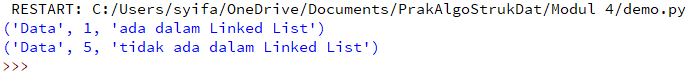 RESTART: C:/Users/syifa/OneDrive/Documents/PrakAlgoStrukDat/Modul 4/demo.py
('Data', 1, 'ada dalam Linked List')
('Data', 5, 'tidak ada dalam Linked List')
>>>